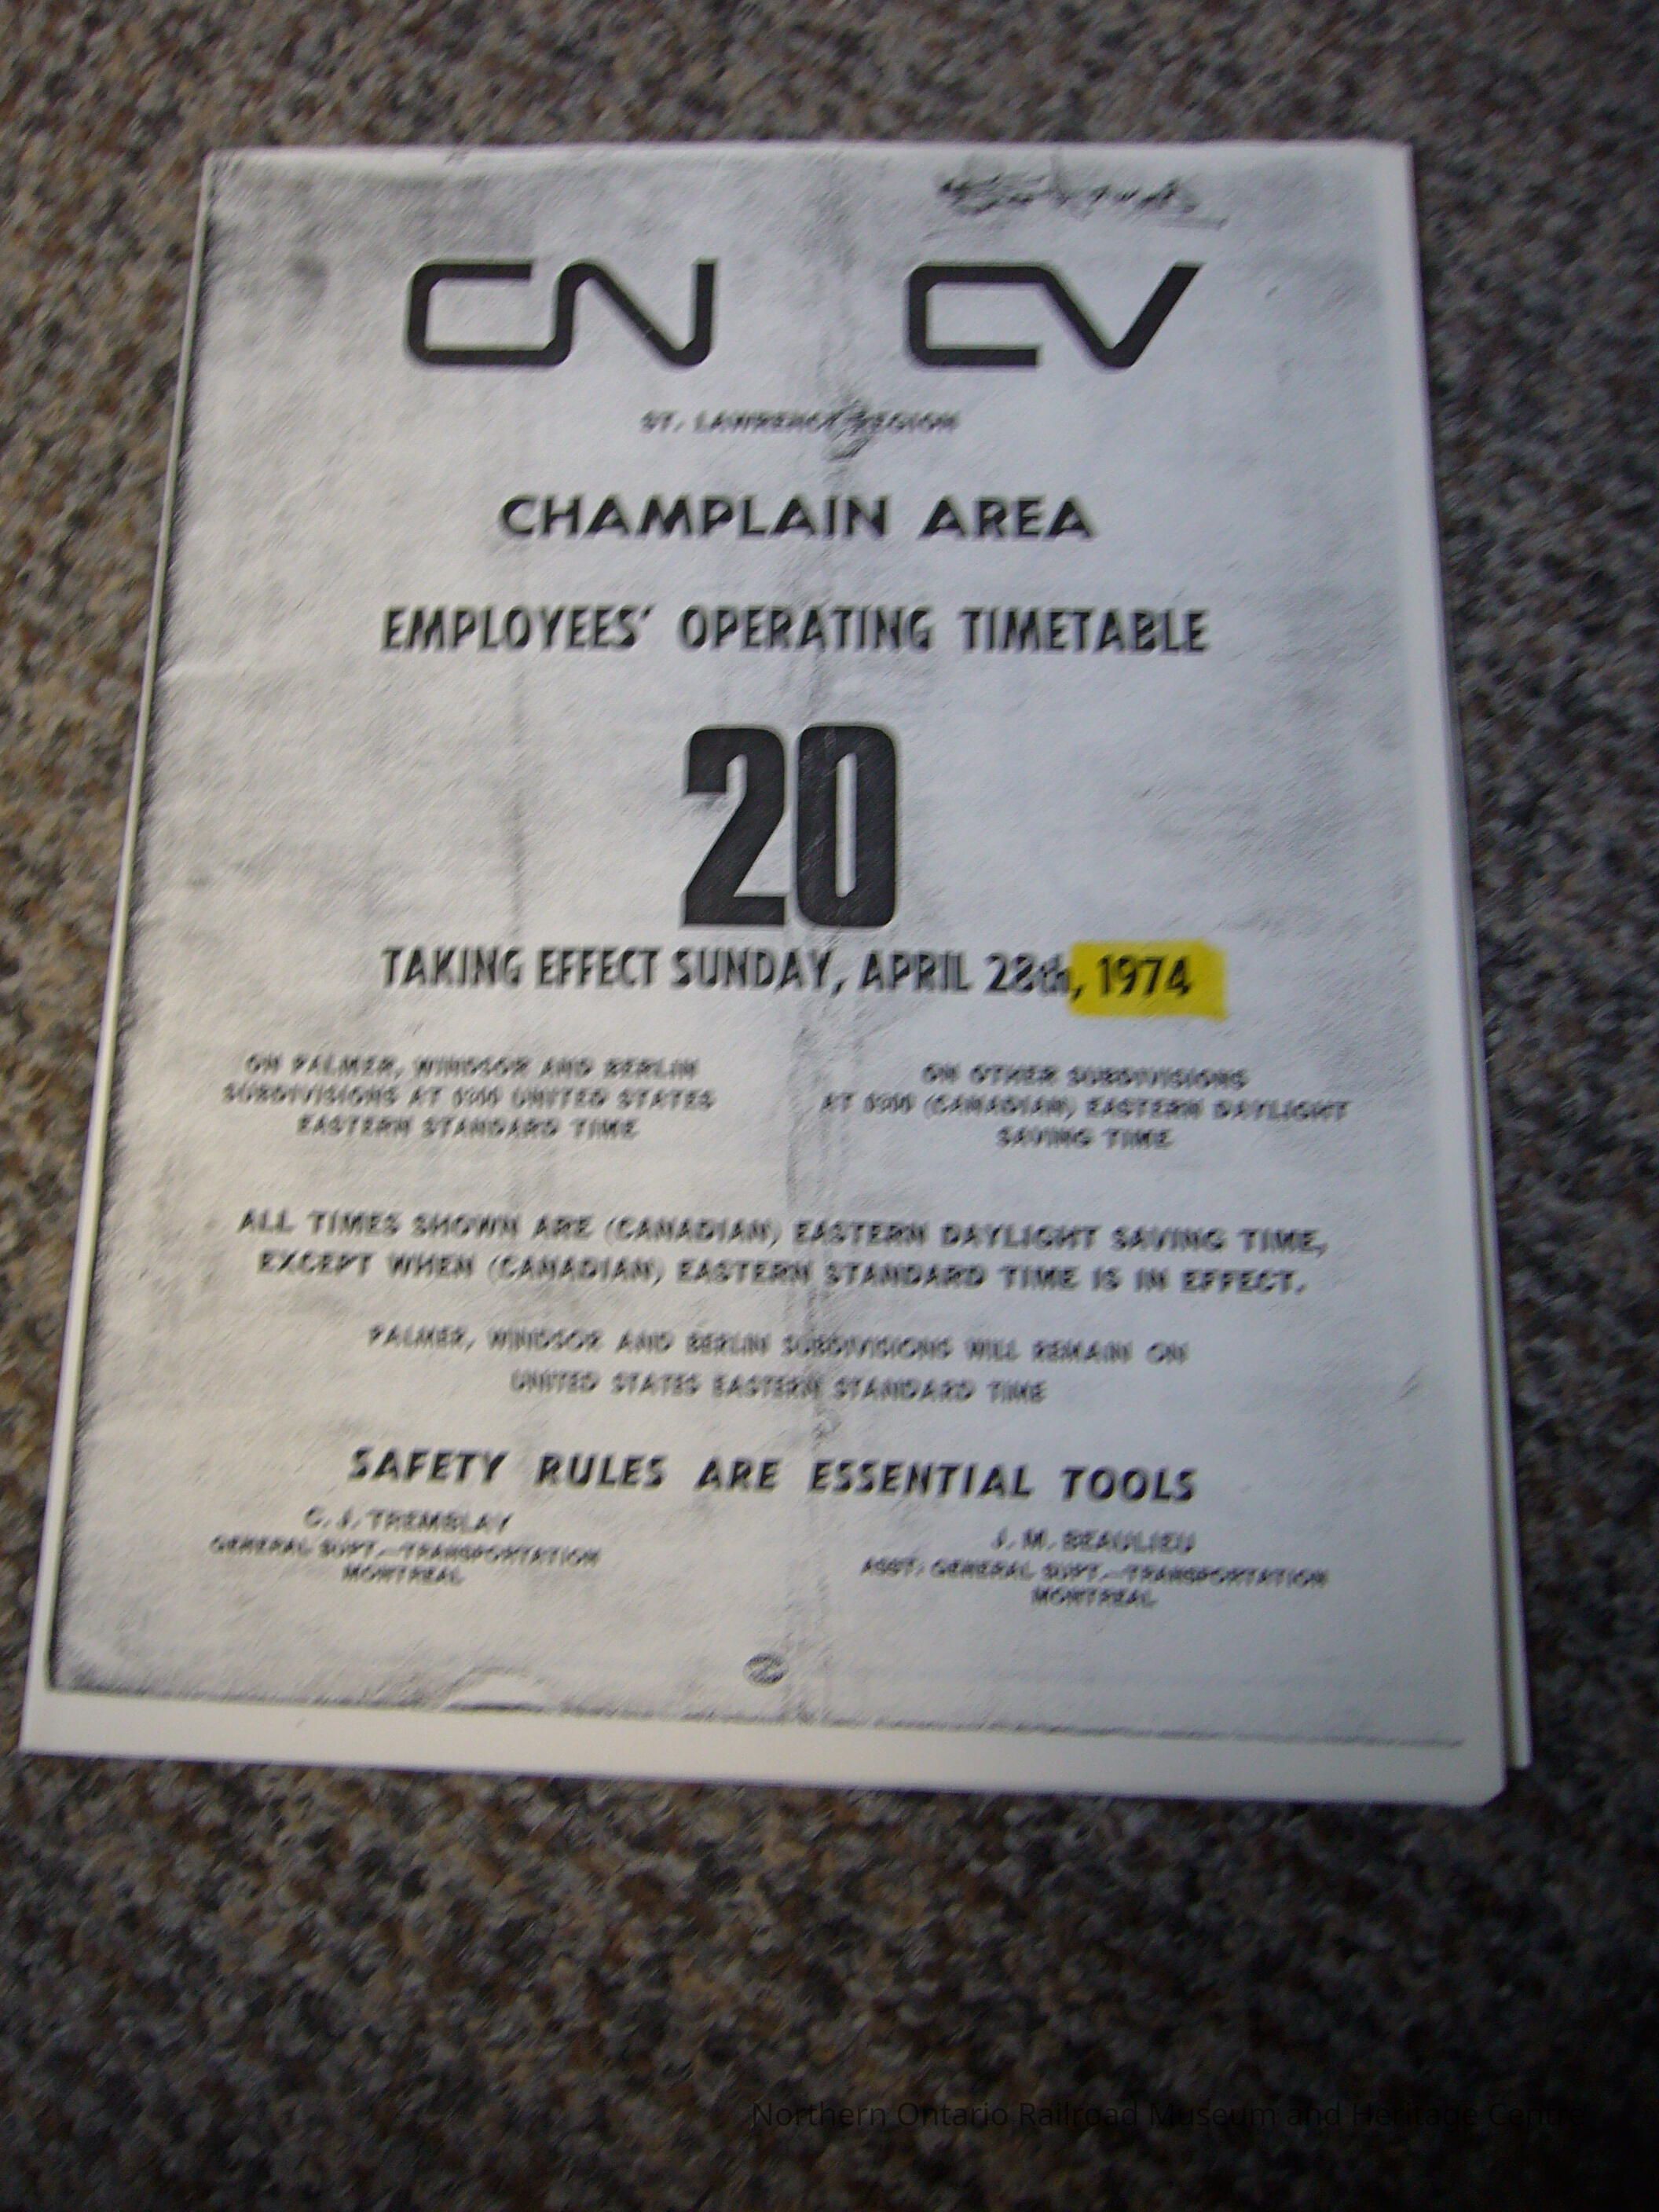 CN CV
ST. LAWRENCE REGION
CHAMPLAIN AREA
EMPLOYEES' OPERATING TIMETABLE
20
TAKING EFFECT SUNDAY, APRIL 28th, 1974
ON PALMER, WINDSOR AND BERLIN
SUBDIVISIONS AT UNITED STATES
EASTERN STANDARD TIME
ON OTHER SUBDIVISIONS
AT (CANADIAN) EASTERN DAYLIGHT
SAVING TIME
ALL TIMES SHOWN ARE (CANADIAN) EASTERN DAYLIGHT SAVING TIME,
EXCEPT WHEN (CANADIAN) EASTERN STANDARD TIME IS IN EFFECT.
PALMER, WINDSOR AND BERLIN SUBDIVISIONS WILL REMAIN ON
UNITED STATES EASTERN STANDARD TIME
SAFETY RULES ARE ESSENTIAL TOOLS
C. J. TREMBLAY
GENERAL SUPT.—TRANSPORTATION
MONTREAL
J. M. BEAULIEU
ASST. GENERAL SUPT.—TRANSPORTATION
MONTREAL
Northern Ontario Railroad Museum and Heritage Centre